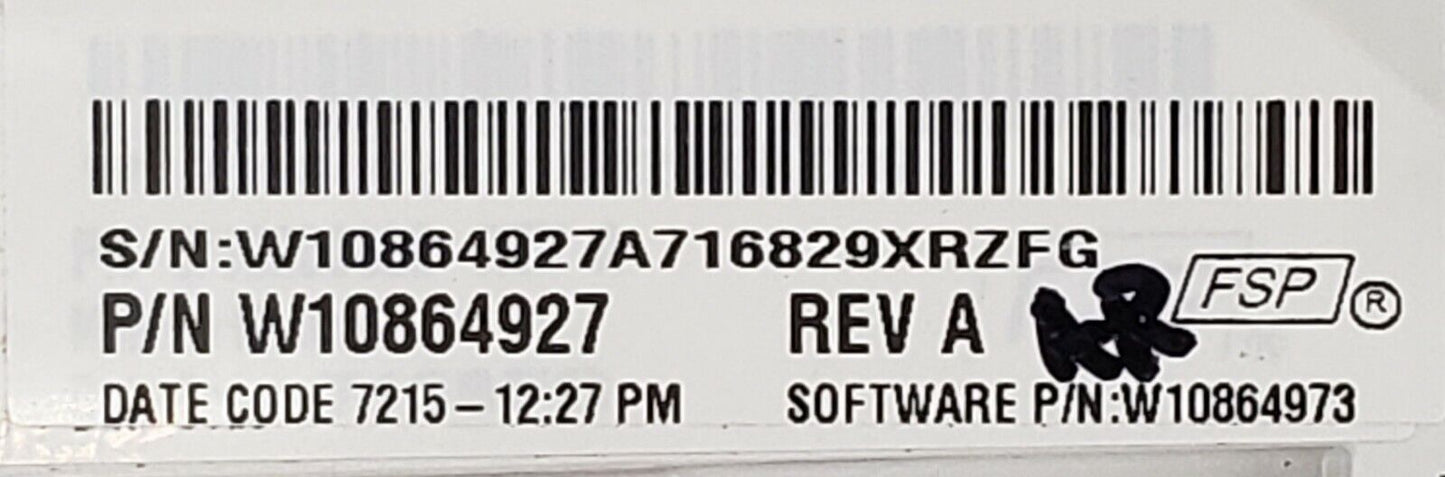 S/N:W10864927A716829XRZFG
P/N W10864927 REV A FSP ®
DATE CODE 7215 – 12:27 PM SOFTWARE P/N:W10864973